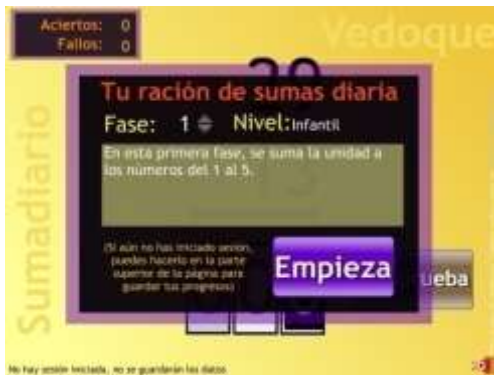 Aciertos: 0
Fallos: 0
Vedoque
Tu ración de sumas diaria
Fase: 1 Nivel: Infantil
En esta primera fase, se suma la unidad a
los números del 1 al 5.
(Si aún no has iniciado sesión,
puedes hacerlo en la parte
superior de la página para
guardar tus progresos)
Empieza
ueba
Sumadiario
No hay sesión iniciada, no se guardarán los datos